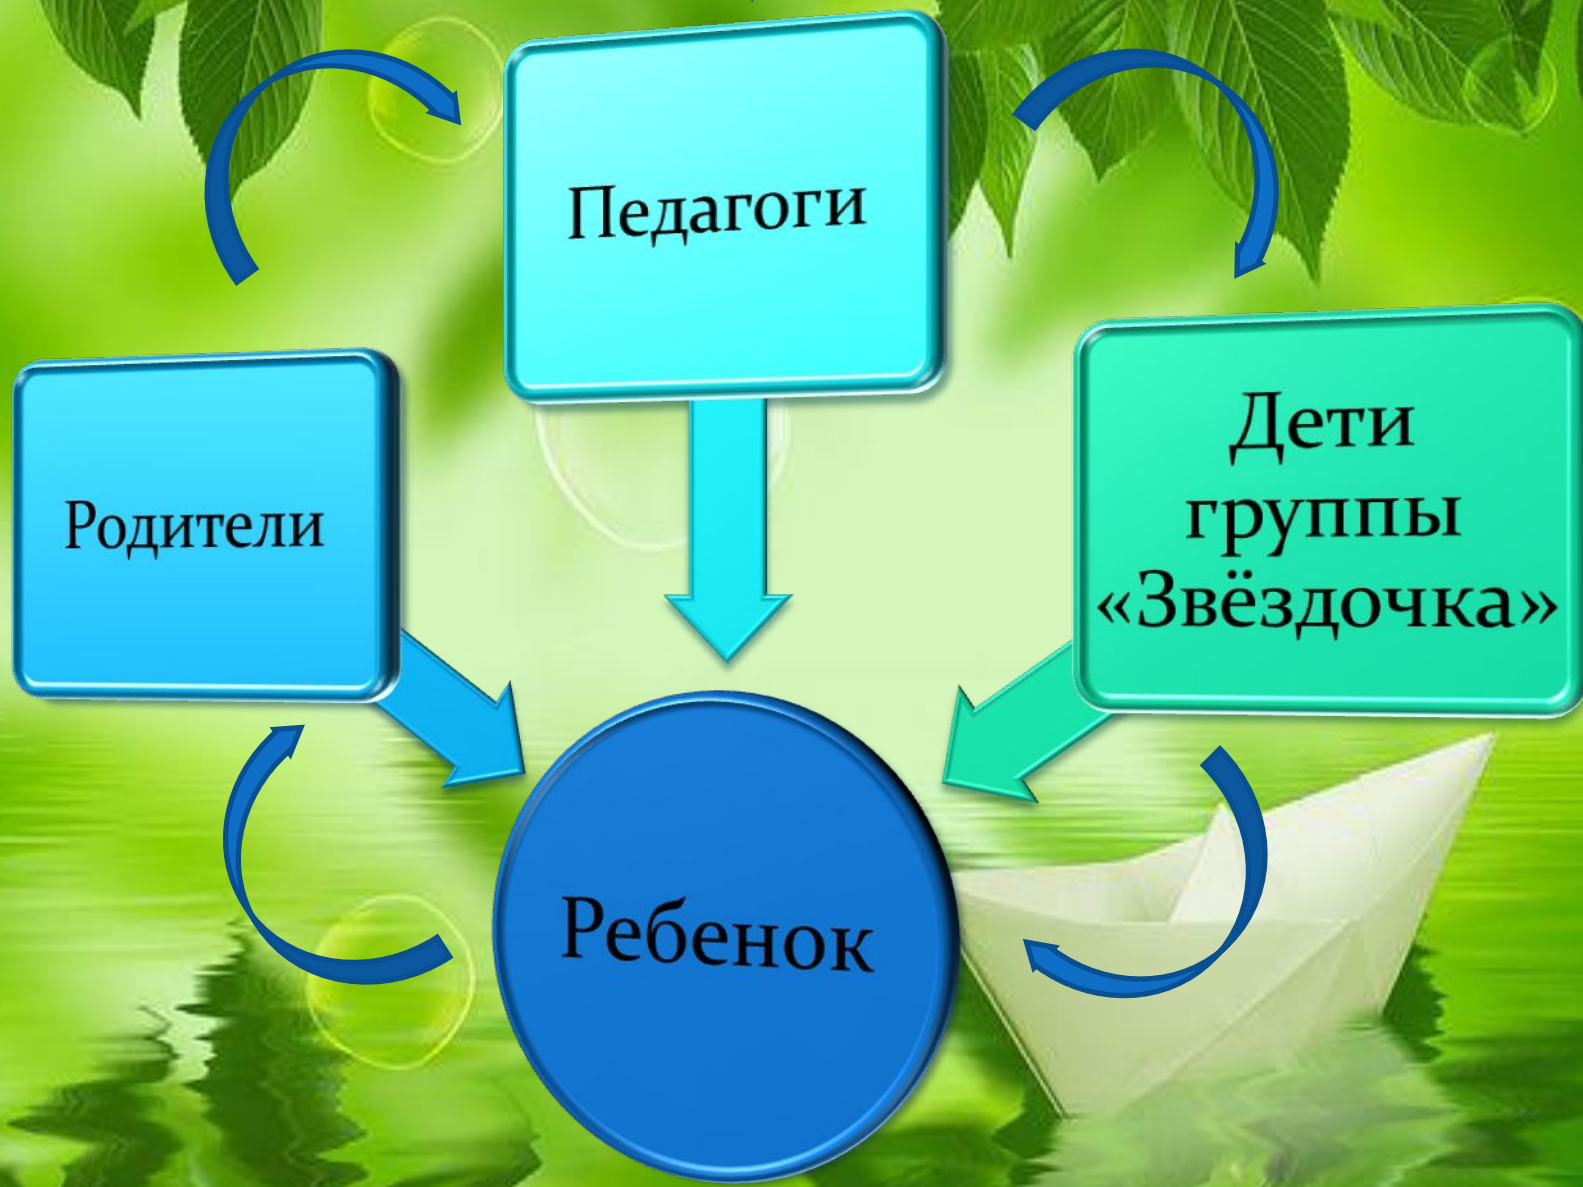 Педагоги
Родители
Дети
группы
«Звёздочка»
Ребенок